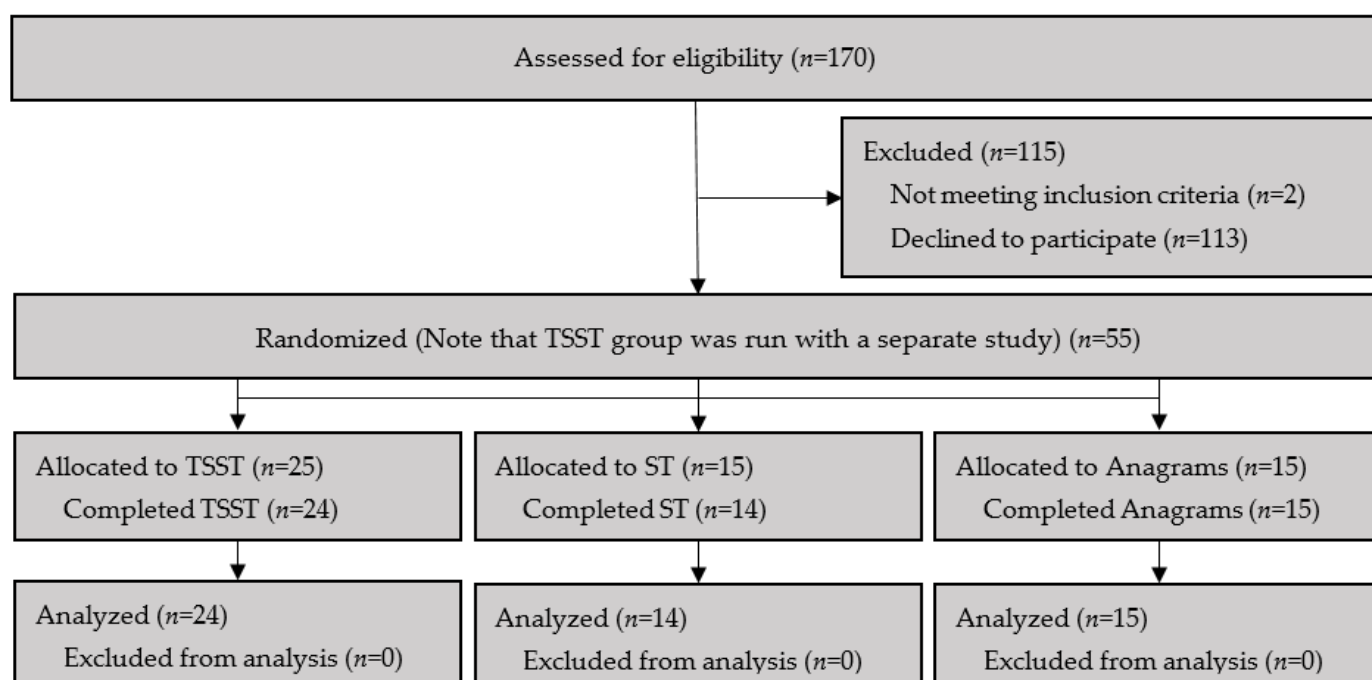 Assessed for eligibility (n=170)
Excluded (n=115)
Not meeting inclusion criteria (n=2)
Declined to participate (n=113)
Randomized (Note that TSST group was run with a separate study) (n=55)
Allocated to TSST (n=25)
Completed TSST (n=24)
Allocated to ST (n=15)
Completed ST (n=14)
Allocated to Anagrams (n=15)
Completed Anagrams (n=15)
Analyzed (n=24)
Excluded from analysis (n=0)
Analyzed (n=14)
Excluded from analysis (n=0)
Analyzed (n=15)
Excluded from analysis (n=0)